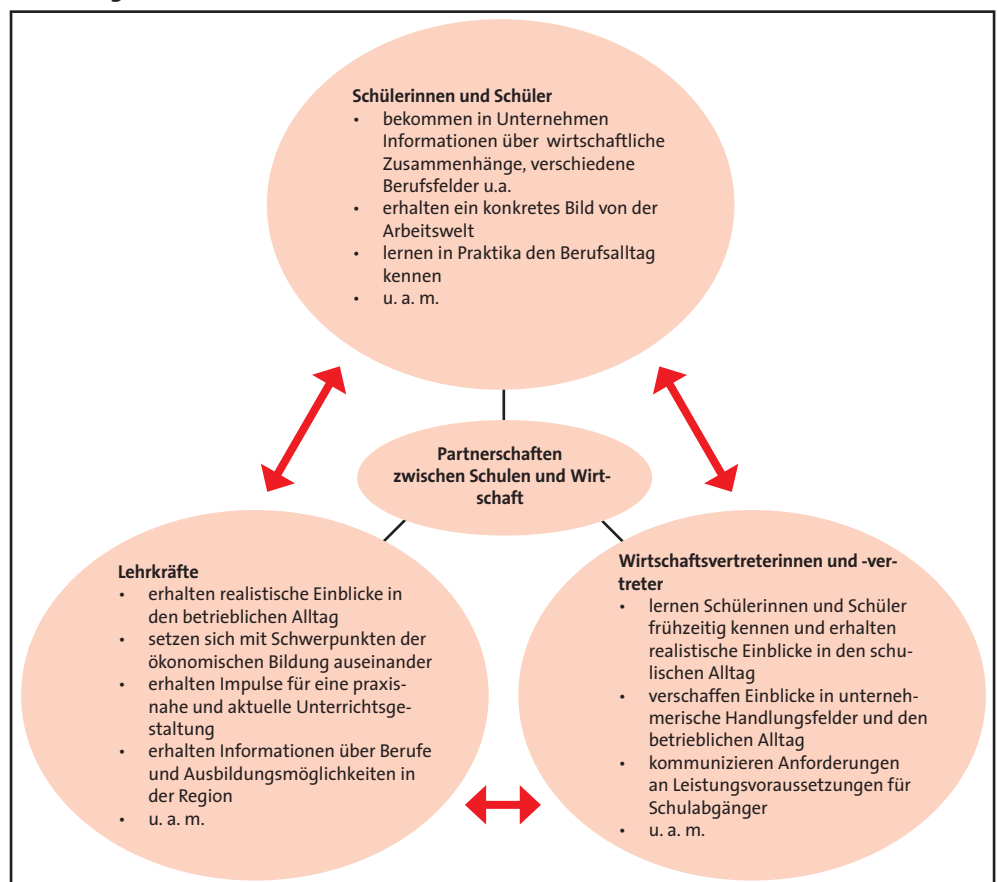 Schülerinnen und Schüler
• bekommen in Unternehmen
Informationen über wirtschaftliche
Zusammenhänge, verschiedene
Berufsfelder u.a.
• erhalten ein konkretes Bild von der
Arbeitswelt
• lernen in Praktika den Berufsalltag
kennen
• u. a. m.
Partnerschaften
zwischen Schulen und Wirt-
schaft
Lehrkräfte
• erhalten realistische Einblicke in
den betrieblichen Alltag
• setzen sich mit Schwerpunkten der
ökonomischen Bildung auseinander
• erhalten Impulse für eine praxis-
nahe und aktuelle Unterrichtsge-
staltung
• erhalten Informationen über Berufe
und Ausbildungsmöglichkeiten in
der Region
• u. a. m.
Wirtschaftsvertreterinnen und -ver-
treter
• lernen Schülerinnen und Schüler
frühzeitig kennen und erhalten
realistische Einblicke in den schu-
lischen Alltag
• verschaffen Einblicke in unterneh-
merische Handlungsfelder und den
betrieblichen Alltag
• kommunizieren Anforderungen
an Leistungsvoraussetzungen für
Schulabgänger
• u. a. m.